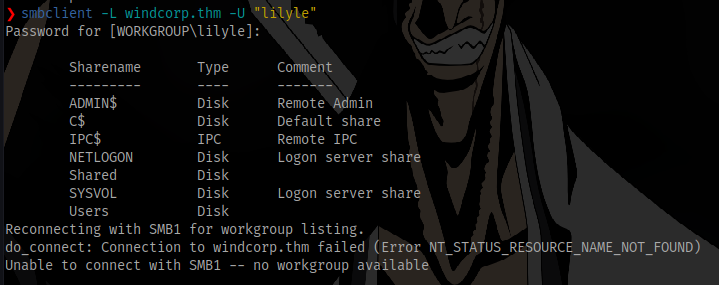 ❯ smbclient -L windcorp.thm -U "lilyle"
Password for [WORKGROUP\lilyle]:
Sharename Type Comment
--------- ---- -------
ADMIN$ Disk Remote Admin
C$ Disk Default share
IPC$ IPC Remote IPC
NETLOGON Disk Logon server share
Shared Disk
SYSVOL Disk Logon server share
Users Disk
Reconnecting with SMB1 for workgroup listing.
do_connect: Connection to windcorp.thm failed (Error NT_STATUS_RESOURCE_NAME_NOT_FOUND)
Unable to connect with SMB1 -- no workgroup available